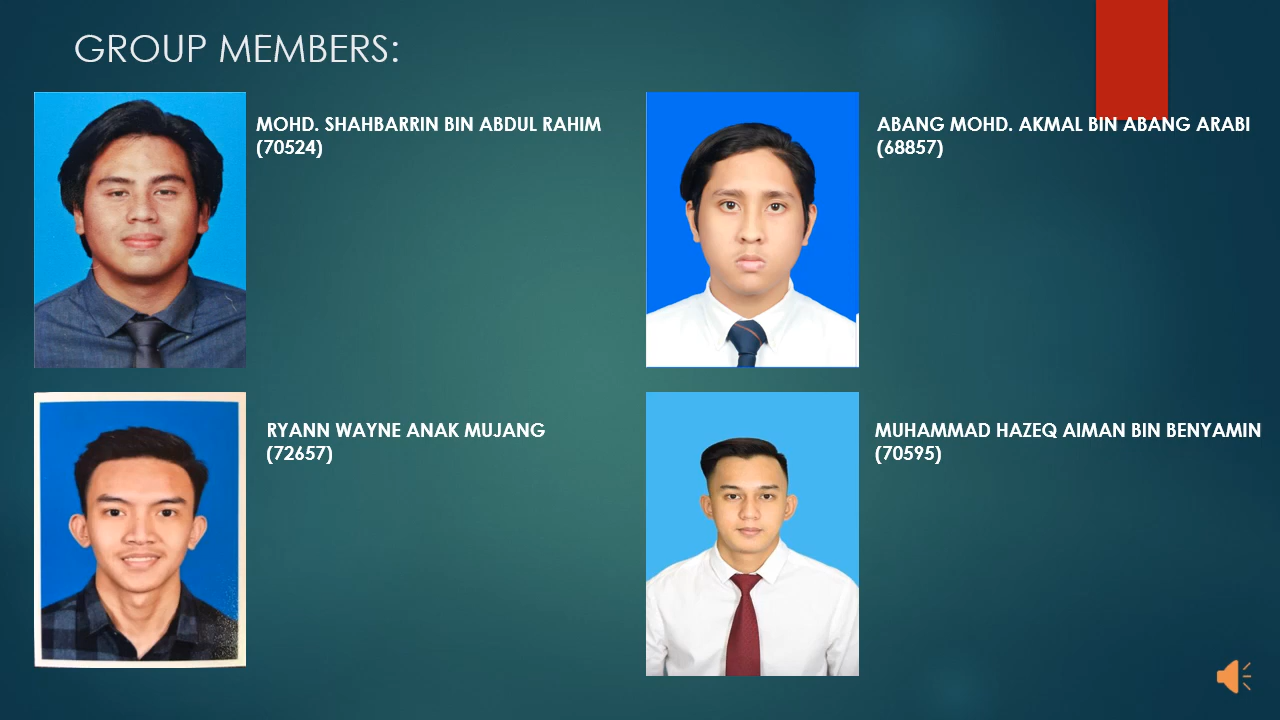 GROUP MEMBERS:
MOHD. SHAHBARRIN BIN ABDUL RAHIM
(70524)
ABANG MOHD. AKMAL BIN ABANG ARABI
(68857)
RYANN WAYNE ANAK MUJANG
(72657)
MUHAMMAD HAZEQ AIMAN BIN BENYAMIN
(70595)